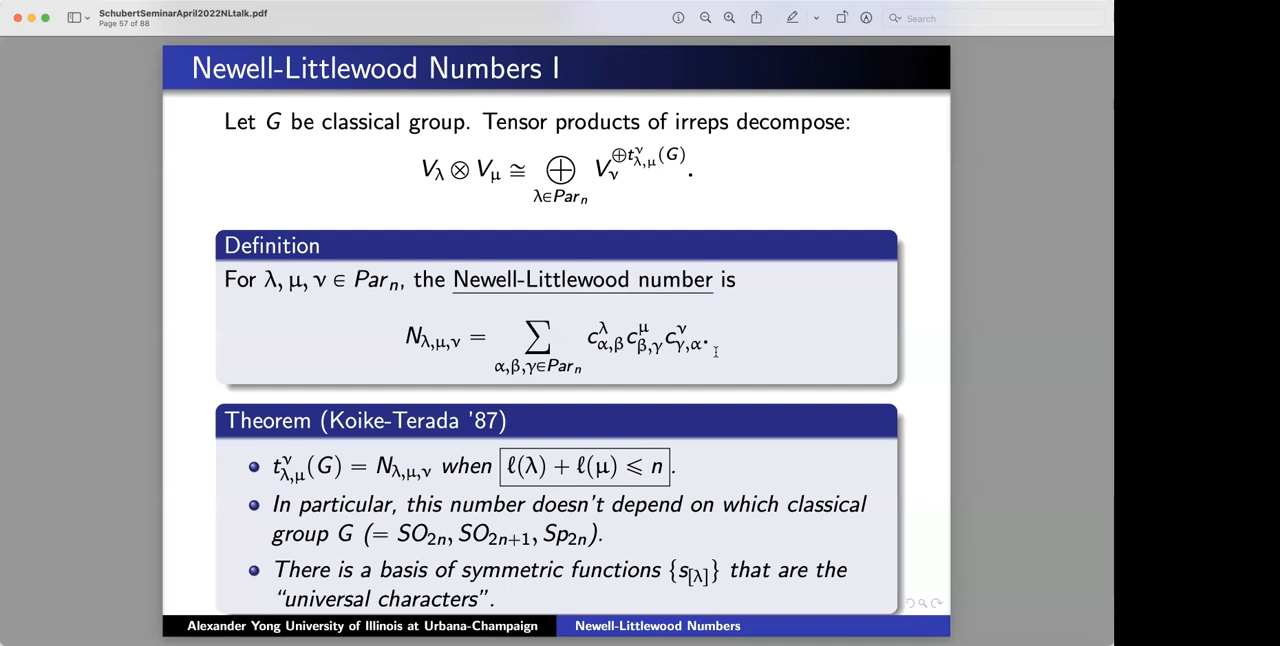 SchubertSeminarApril2022NLtalk.pdf
Page 57 of 88
Search
Newell-Littlewood Numbers I
Let G be classical group. Tensor products of irreps decompose:
V_λ ⊗ V_μ ≅ ⊕_{λ∈Par_n} V_ν^{⊕t^ν_{λ,μ}(G)}.
Definition
For λ, μ, ν ∈ Par_n, the Newell-Littlewood number is
N_{λ,μ,ν} = ∑_{α,β,γ∈Par_n} c^λ_{α,β} c^μ_{β,γ} c^ν_{γ,α}.
Theorem (Koike-Terada '87)
t^ν_{λ,μ}(G) = N_{λ,μ,ν} when ℓ(λ) + ℓ(μ) ⩽ n.
In particular, this number doesn't depend on which classical
group G (= SO_{2n}, SO_{2n+1}, Sp_{2n}).
There is a basis of symmetric functions {s_{[λ]}} that are the
“universal characters”.
Alexander Yong University of Illinois at Urbana-Champaign
Newell-Littlewood Numbers